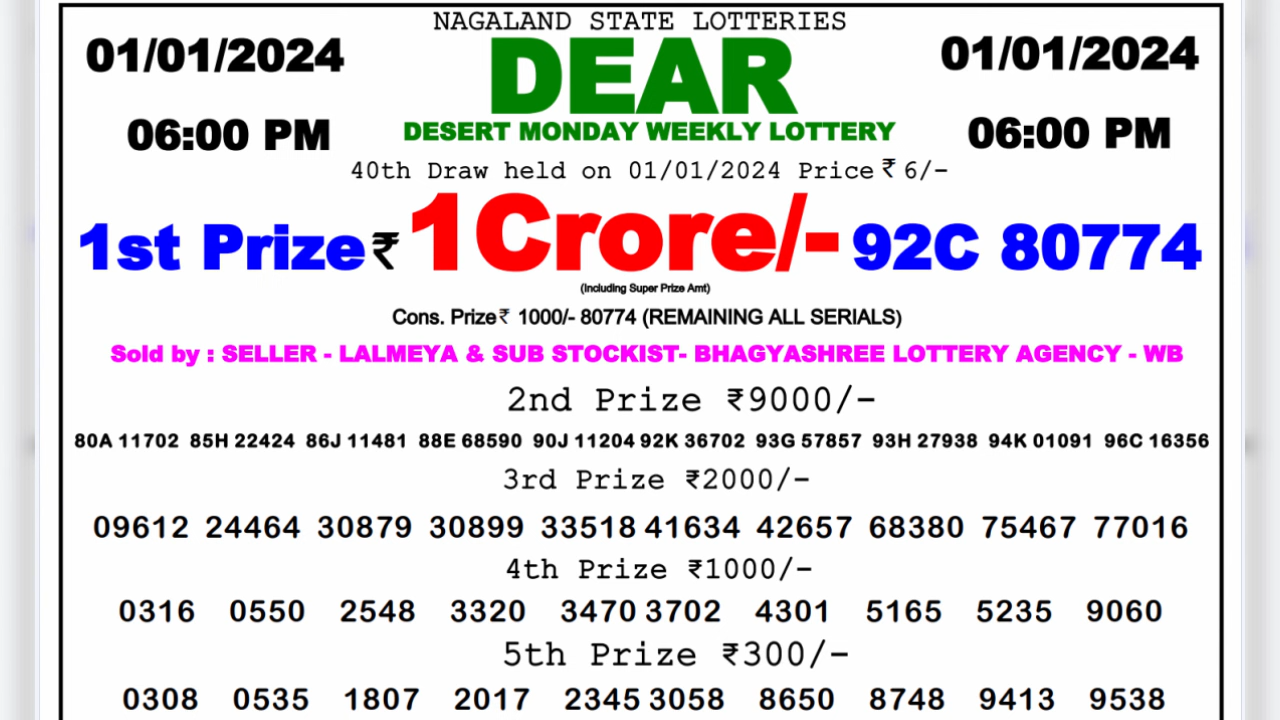 NAGALAND STATE LOTTERIES
01/01/2024 DEAR 01/01/2024
06:00 PM DESERT MONDAY WEEKLY LOTTERY 06:00 PM
40th Draw held on 01/01/2024 Price ₹ 6/-
1st Prize ₹ 1Crore/- 92C 80774
(Including Super Prize Amt)
Cons. Prize ₹ 1000/- 80774 (REMAINING ALL SERIALS)
Sold by : SELLER - LALMEYA & SUB STOCKIST- BHAGYASHREE LOTTERY AGENCY - WB
2nd Prize ₹9000/-
80A 11702 85H 22424 86J 11481 88E 68590 90J 11204 92K 36702 93G 57857 93H 27938 94K 01091 96C 16356
3rd Prize ₹2000/-
09612 24464 30879 30899 33518 41634 42657 68380 75467 77016
4th Prize ₹1000/-
0316 0550 2548 3320 3470 3702 4301 5165 5235 9060
5th Prize ₹300/-
0308 0535 1807 2017 2345 3058 8650 8748 9413 9538